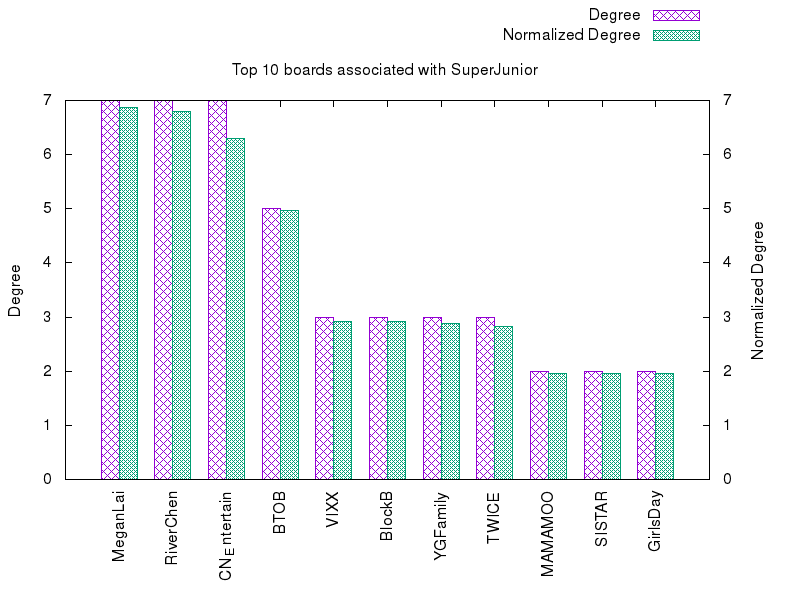 Degree
Normalized Degree
Top 10 boards associated with SuperJunior
7
6
5
4
3
2
1
0
Degree
7
6
5
4
3
2
1
0
Normalized Degree
MeganLai
RiverChen
CNEntertain
BTOB
VIXX
BlockB
YGFamily
TWICE
MAMAMOO
SISTAR
GirlsDay